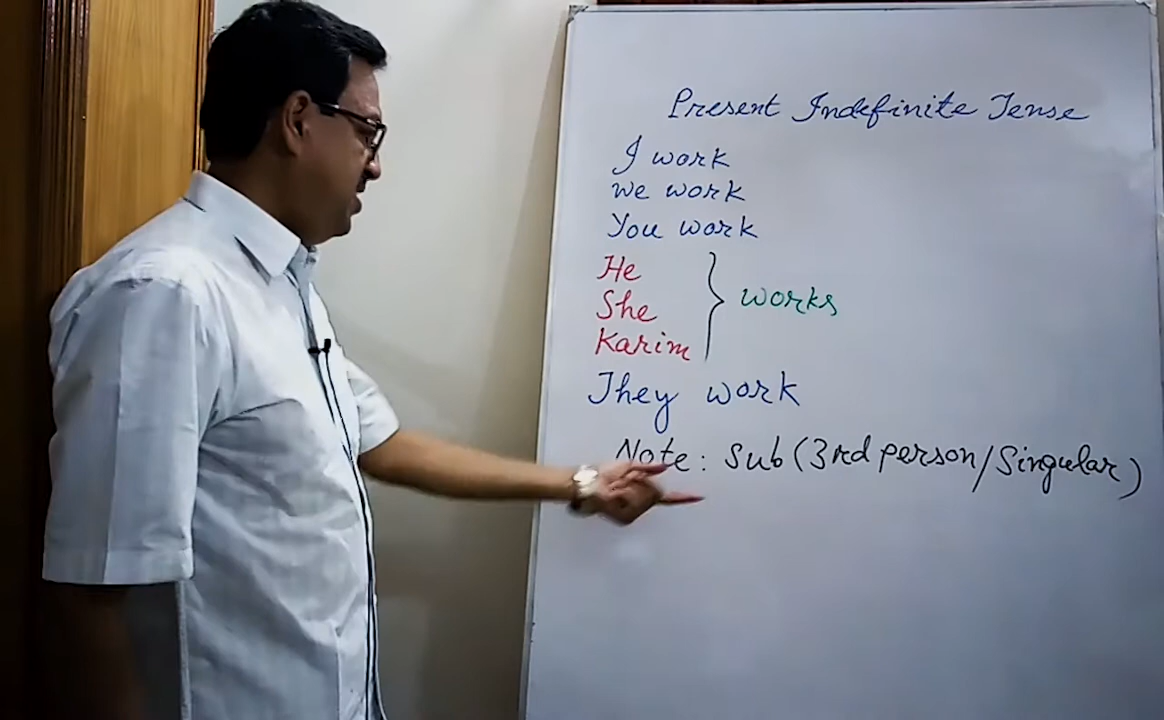 Present Indefinite Tense
I work
we work
You work
He
She } works
Karim
They work
Note: Sub (3rd person/Singular)